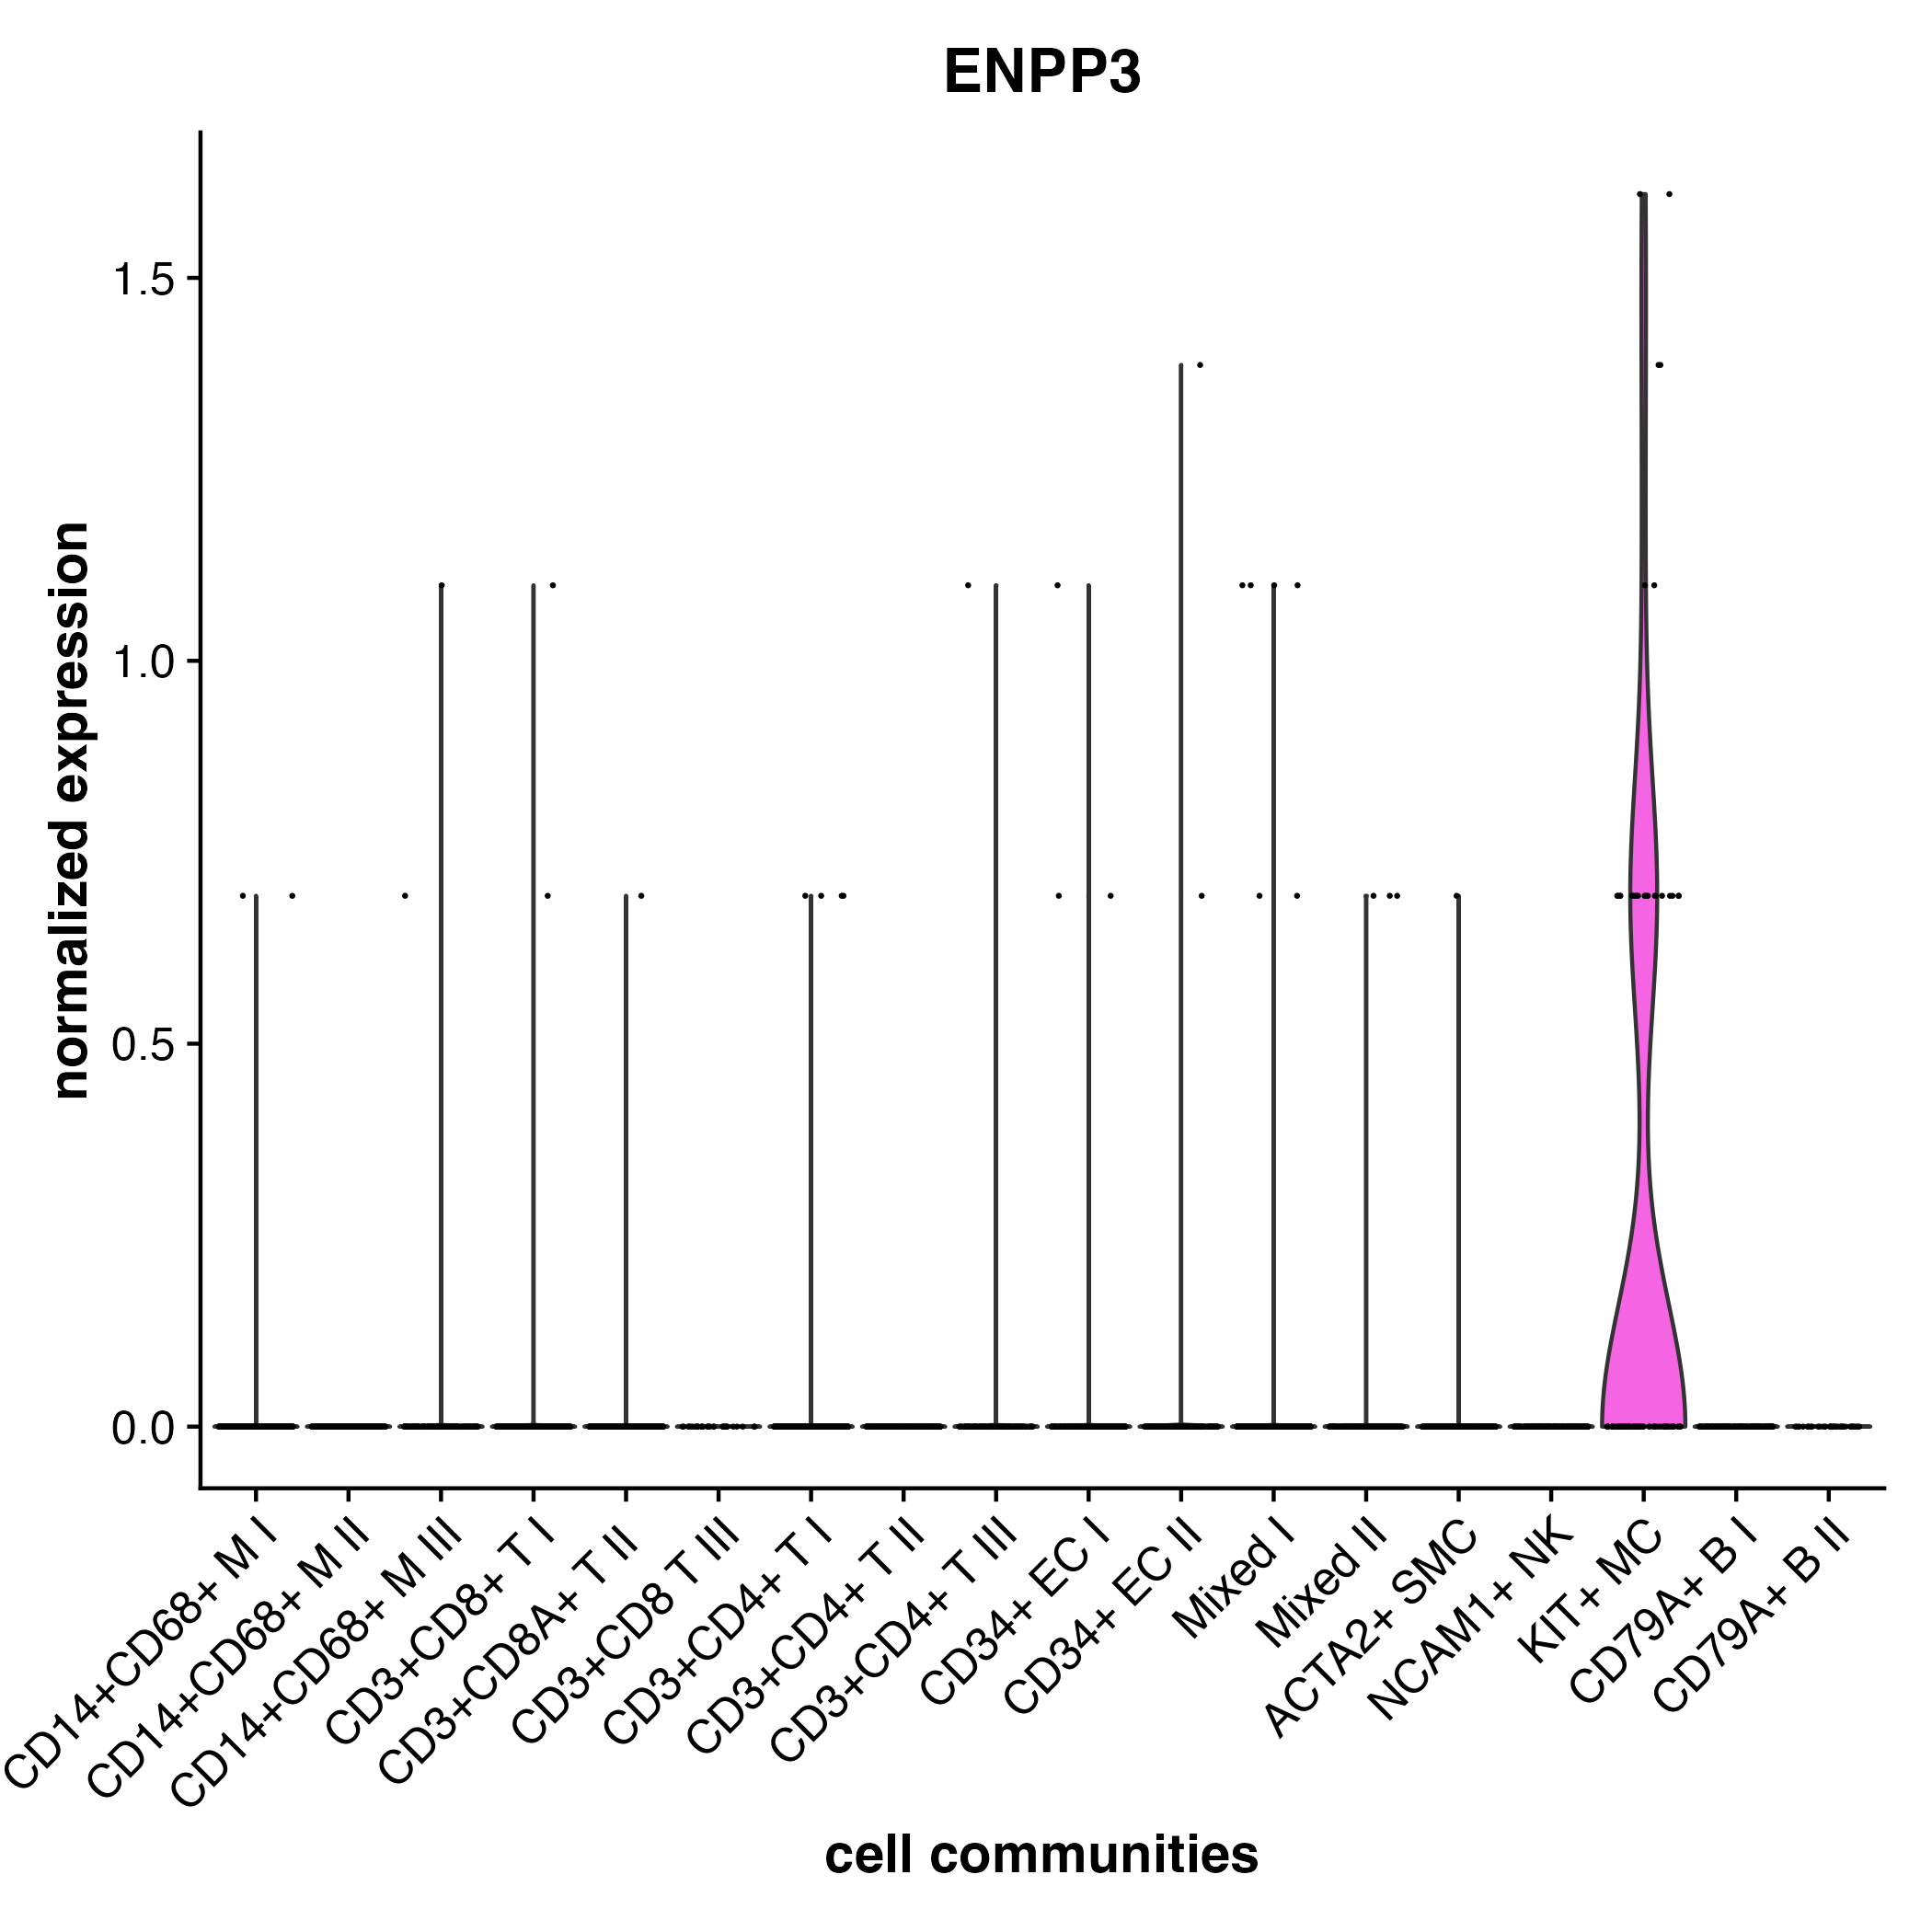 ENPP3
normalized expression
1.5
1.0
0.5
0.0
CD14+CD68+ M I
CD14+CD68+ M II
CD14+CD68+ M III
CD3+CD8+ T I
CD3+CD8A+ T II
CD3+CD8 T III
CD3+CD4+ T I
CD3+CD4+ T II
CD3+CD4+ T III
CD34+ EC I
CD34+ EC II
Mixed I
Mixed II
ACTA2+ SMC
NCAM1+ NK
KIT+ MC
CD79A+ B I
CD79A+ B II
cell communities